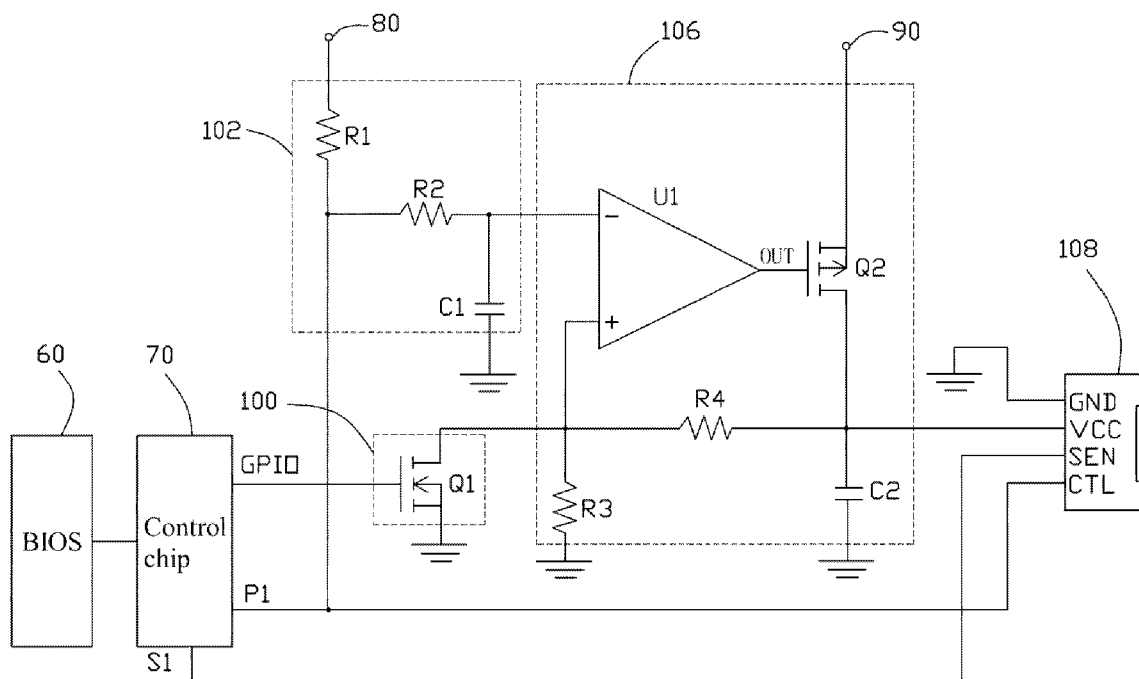 80
106
90
102
R1
R2
U1
OUT
Q2
108
C1
60
70
100
R4
GND
VCC
SEN
CTL
GPIO
Q1
R3
C2
BIOS
Control
chip
P1
S1